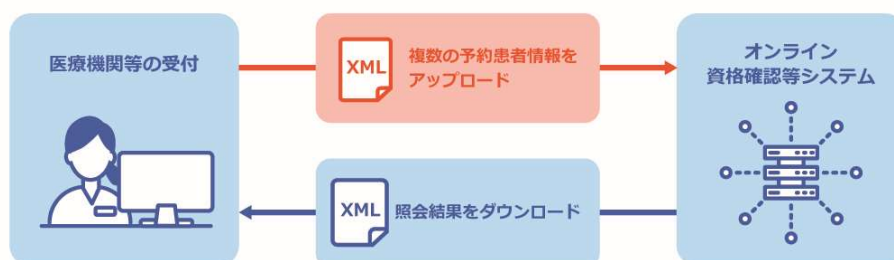 医療機関等の受付
XML
複数の予約患者情報を
アップロード
オンライン
資格確認等システム
XML
照会結果をダウンロード